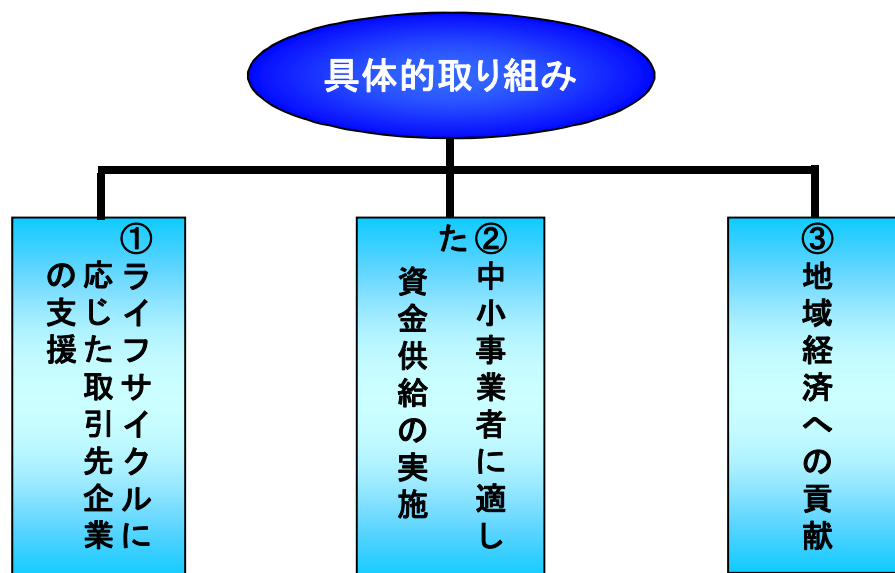 具体的取り組み
①ライフサイクルに
応じた取引先企業
の支援
②中小事業者に適し
た
資金供給の実施
③地域経済への貢献